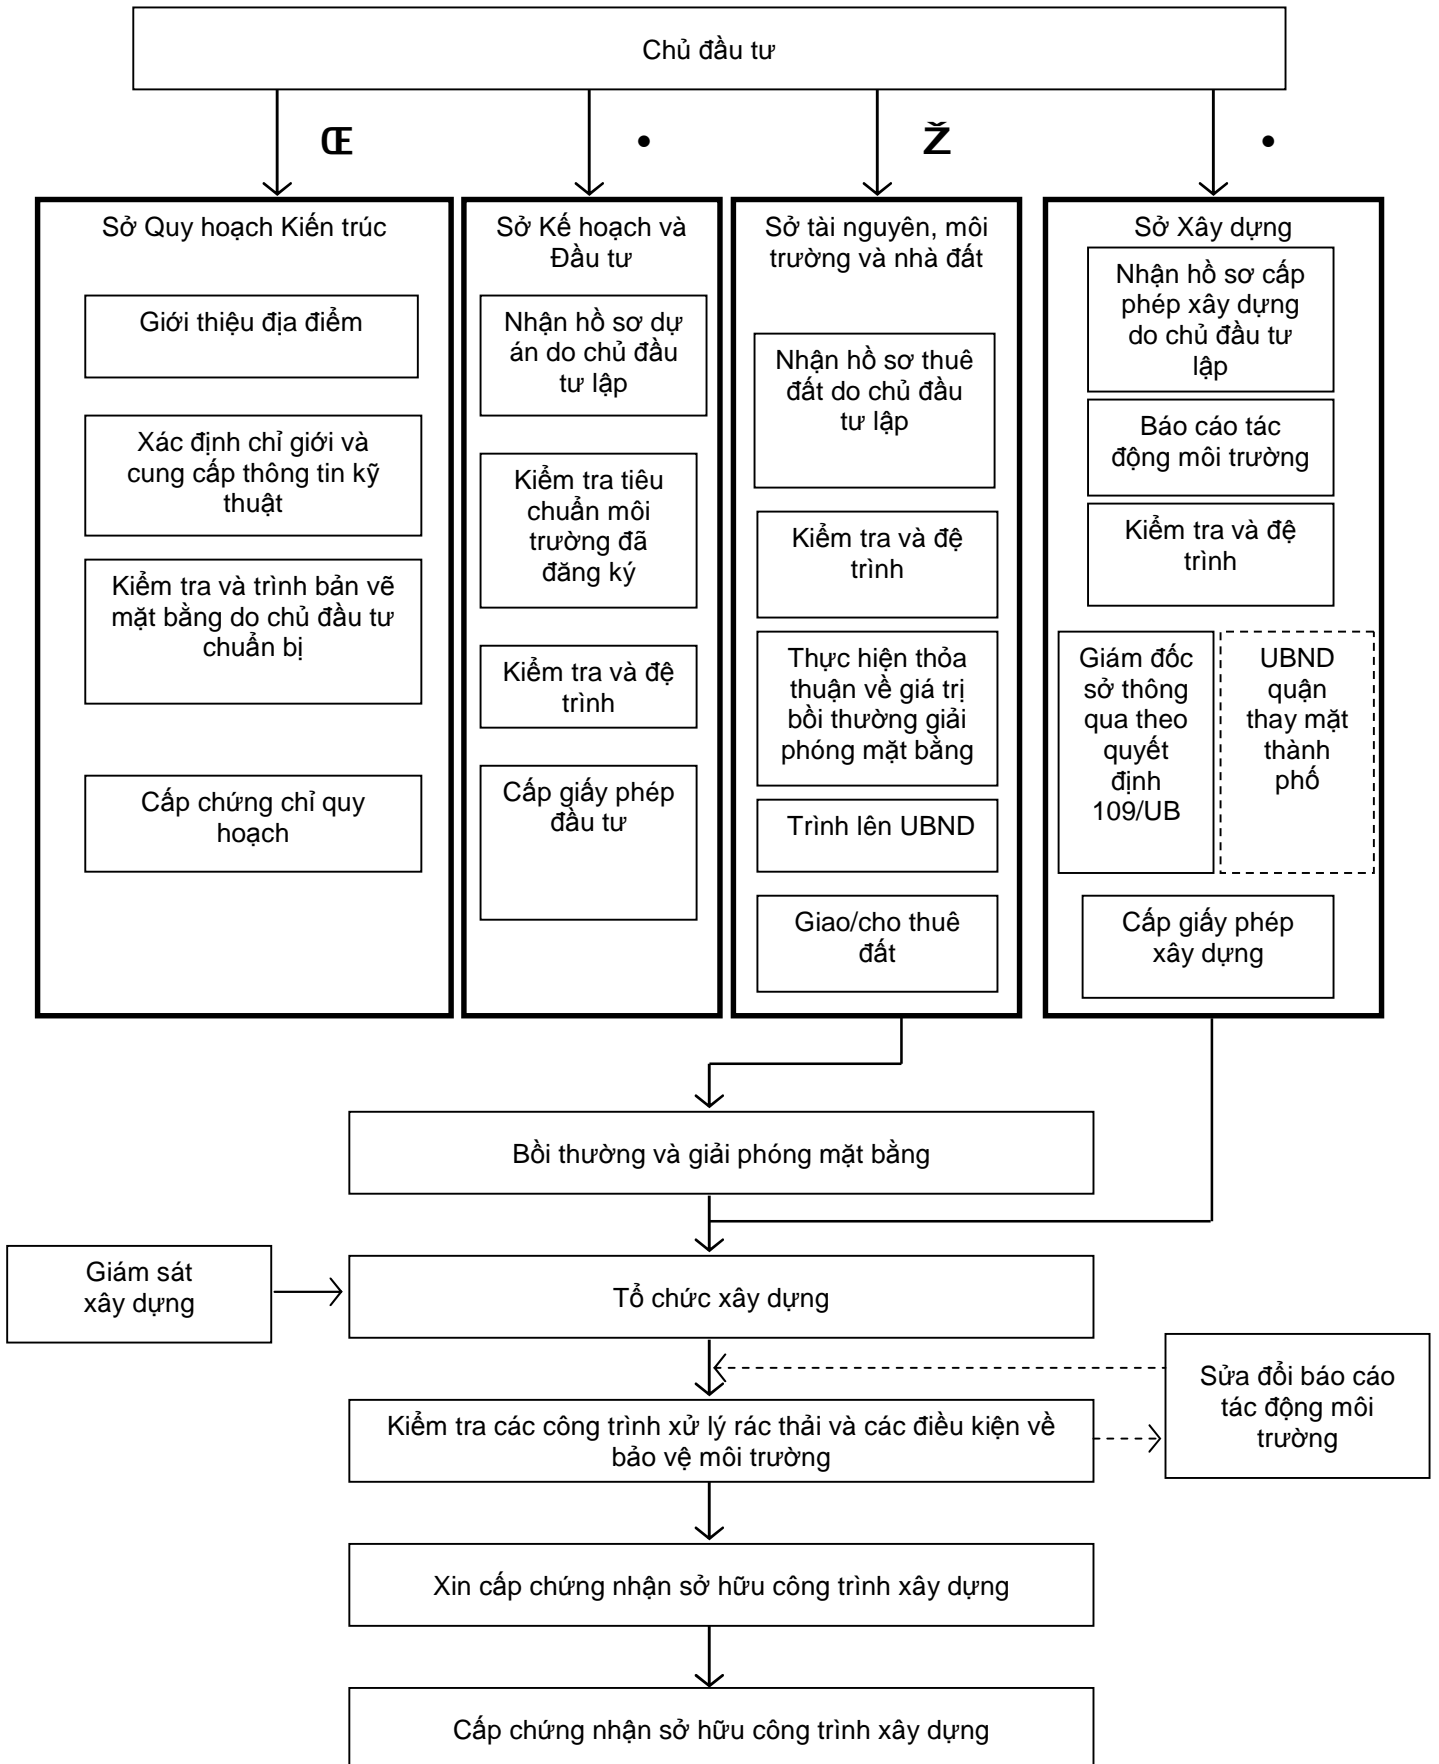 Chủ đầu tư
Œ
•
Ž
•
Sở Quy hoạch Kiến trúc
Giới thiệu địa điểm
Xác định chỉ giới và
cung cấp thông tin kỹ
thuật
Kiểm tra và trình bản vẽ
mặt bằng do chủ đầu tư
chuẩn bị
Cấp chứng chỉ quy
hoạch
Sở Kế hoạch và
Đầu tư
Nhận hồ sơ dự
án do chủ đầu
tư lập
Kiểm tra tiêu
chuẩn môi
trường đã
đăng ký
Kiểm tra và đệ
trình
Cấp giấy phép
đầu tư
Sở tài nguyên, môi
trường và nhà đất
Nhận hồ sơ thuê
đất do chủ đầu
tư lập
Kiểm tra và đệ
trình
Thực hiện thỏa
thuận về giá trị
bồi thường giải
phóng mặt bằng
Trình lên UBND
Giao/cho thuê
đất
Sở Xây dựng
Nhận hồ sơ cấp
phép xây dựng
do chủ đầu tư
lập
Báo cáo tác
động môi trường
Kiểm tra và đệ
trình
Giám đốc
sở thông
qua theo
quyết
định
109/UB
UBND
quận
thay mặt
thành
phố
Cấp giấy phép
xây dựng
Bồi thường và giải phóng mặt bằng
Giám sát
xây dựng
Tổ chức xây dựng
Sửa đổi báo cáo
tác động môi
trường
Kiểm tra các công trình xử lý rác thải và các điều kiện về
bảo vệ môi trường
Xin cấp chứng nhận sở hữu công trình xây dựng
Cấp chứng nhận sở hữu công trình xây dựng